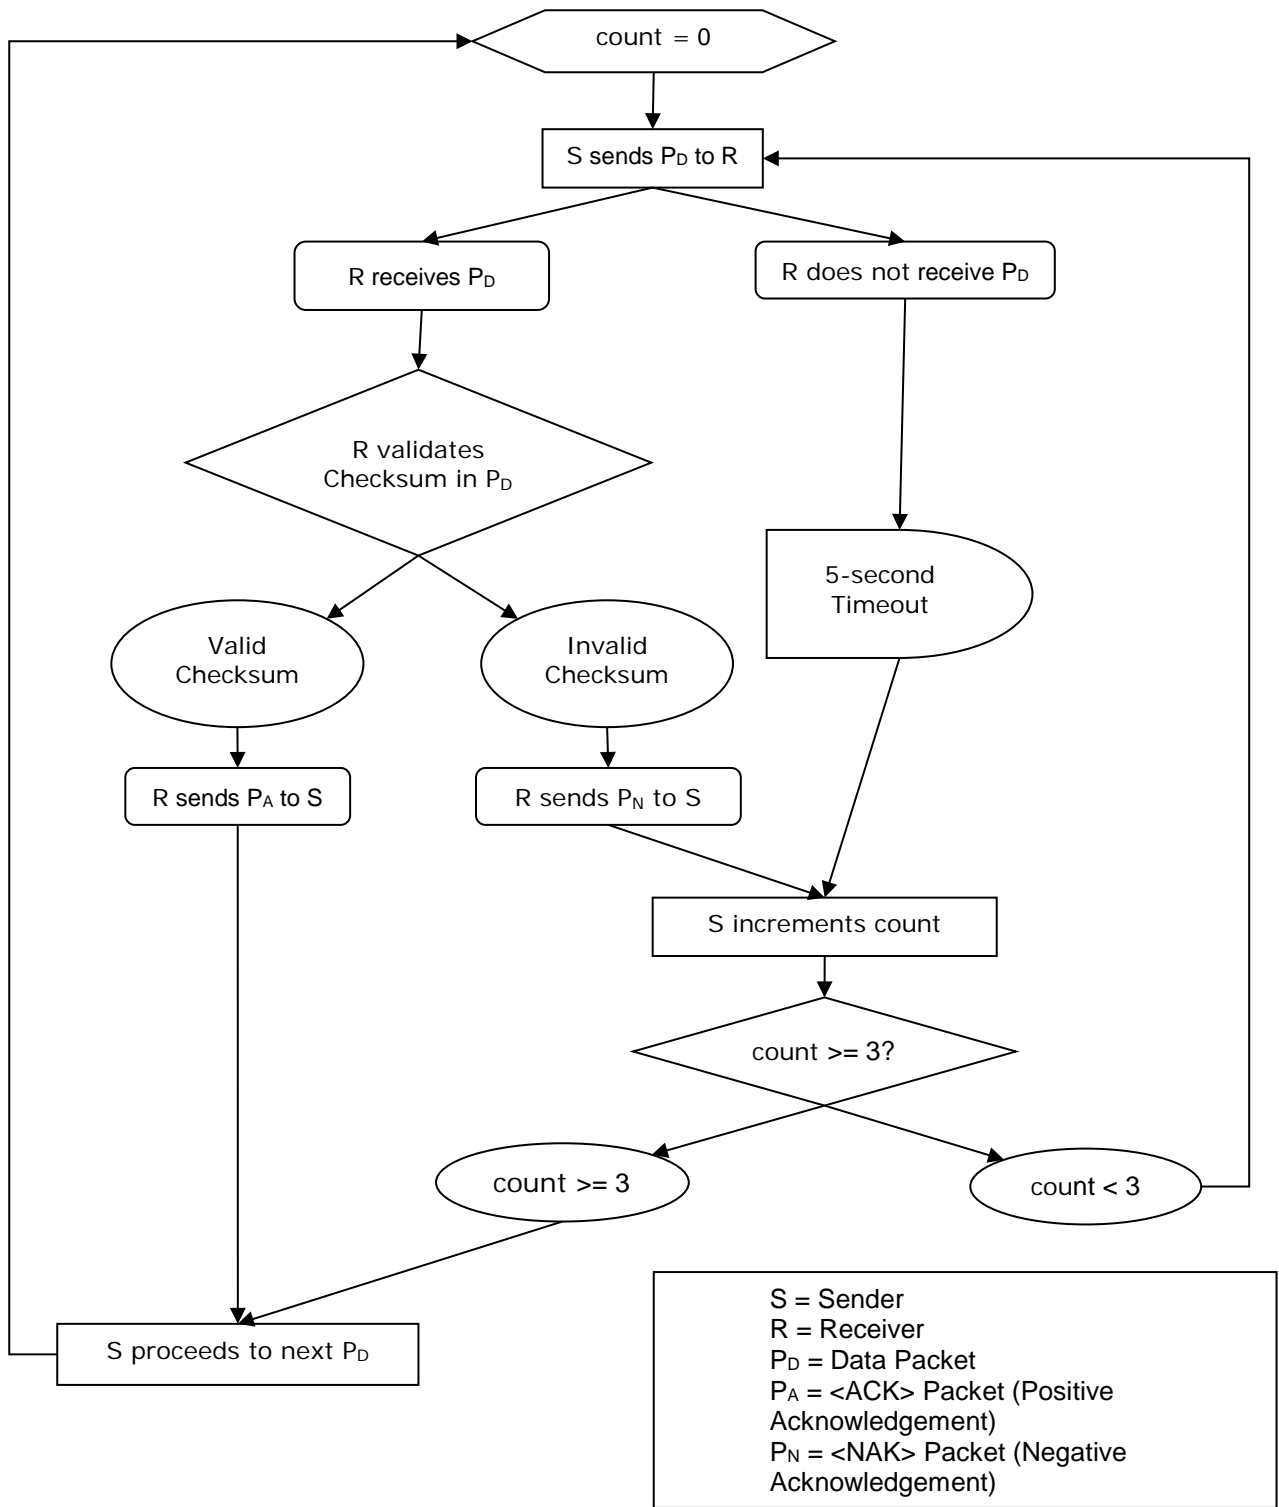 count = 0
S sends PD to R
R receives PD
R does not receive PD
R validates
Checksum in PD
5-second
Timeout
Valid
Checksum
Invalid
Checksum
R sends PA to S
R sends PN to S
S increments count
count >= 3?
count >= 3
count < 3
S proceeds to next PD
S = Sender
R = Receiver
PD = Data Packet
PA = <ACK> Packet (Positive
Acknowledgement)
PN = <NAK> Packet (Negative
Acknowledgement)